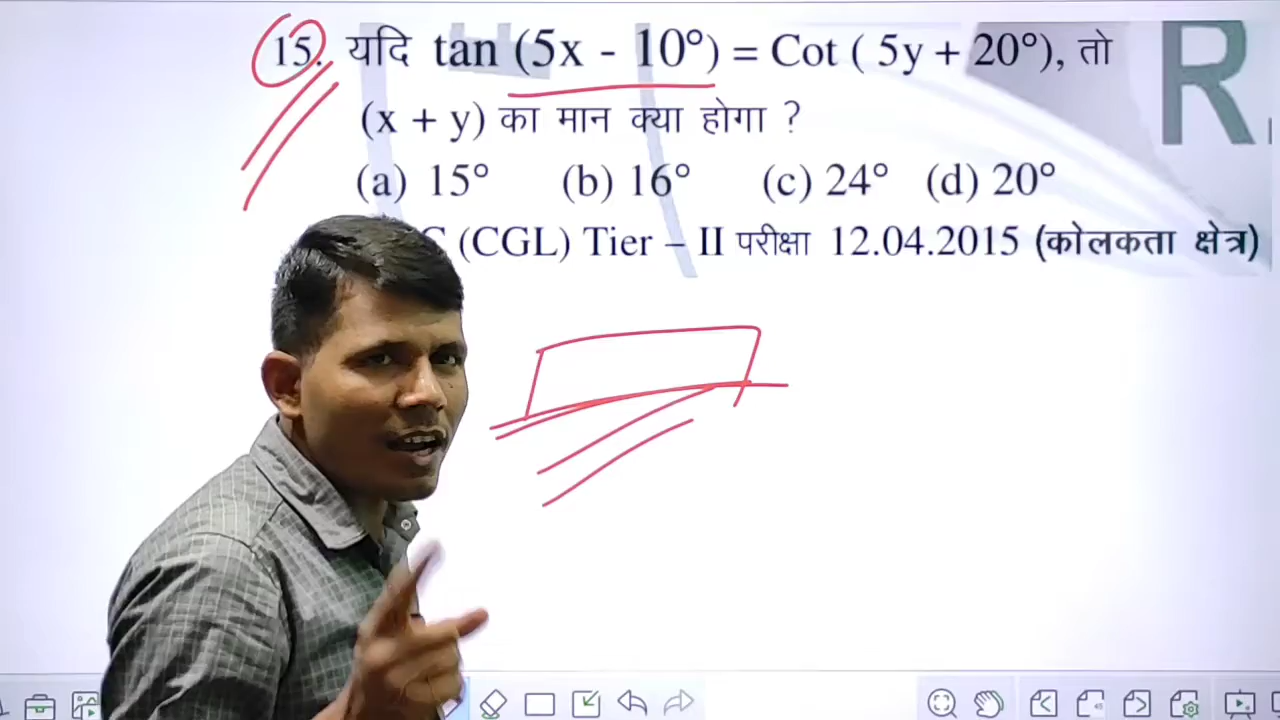 15. यदि tan (5x - 10°) = Cot ( 5y + 20°), तो
(x + y) का मान क्या होगा ?
(a) 15° (b) 16° (c) 24° (d) 20°
C (CGL) Tier – II परीक्षा 12.04.2015 (कोलकता क्षेत्र)
R